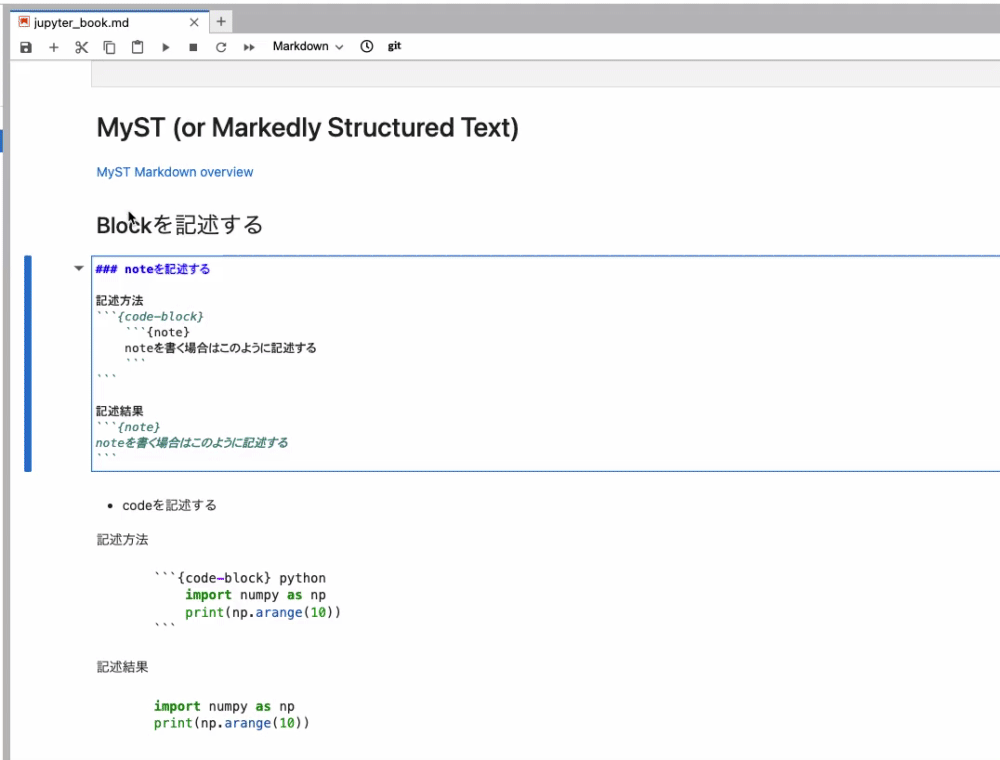 jupyter_book.md
Markdown
git
MyST (or Markedly Structured Text)
MyST Markdown overview
Blockを記述する
### noteを記述する
記述方法
```{code-block}
```{note}
noteを書く場合はこのように記述する
```
```
記述結果
```{note}
noteを書く場合はこのように記述する
```
• codeを記述する
記述方法
```{code-block} python
import numpy as np
print(np.arange(10))
```
記述結果
import numpy as np
print(np.arange(10))